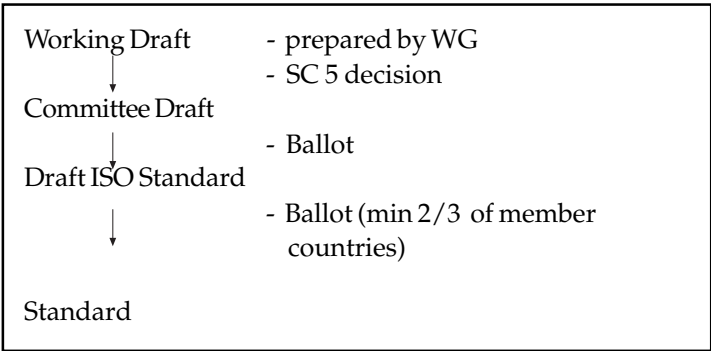 Working Draft - prepared by WG
- SC 5 decision
Committee Draft
- Ballot
Draft ISO Standard
- Ballot (min 2/3 of member
countries)
Standard